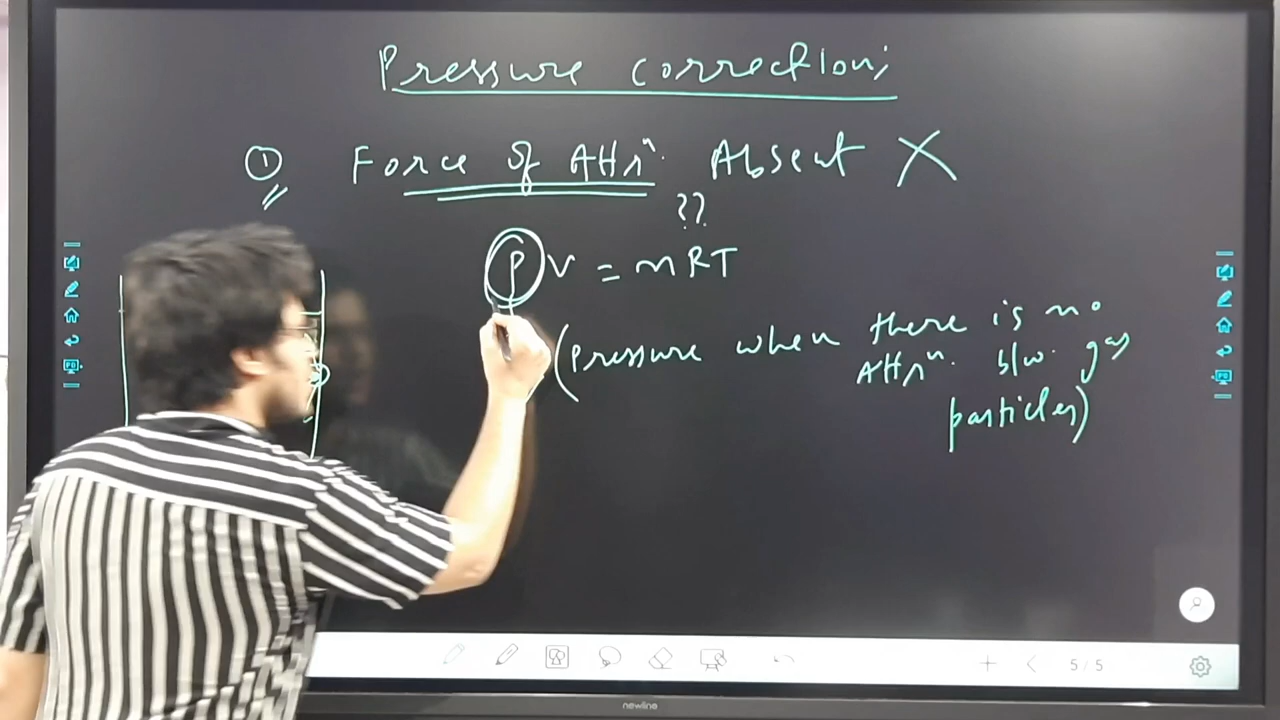 Pressure correction;
① Force of Attrⁿ. Absent X
??
PV = nRT
(Pressure when there is no
Attrⁿ. b/w. gas
particles)
5/5
newline